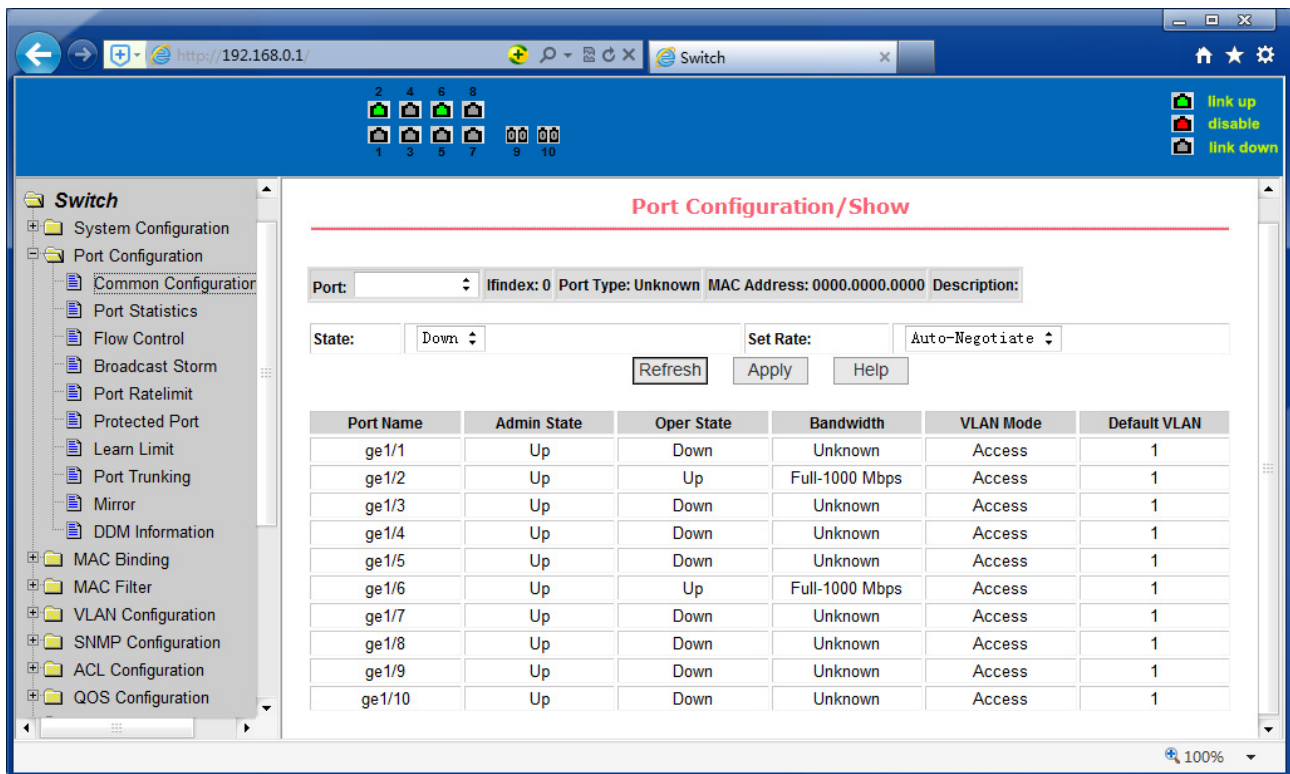 http://192.168.0.1/
Switch
2 4 6 8
1 3 5 7 9 10
link up
disable
link down
Switch
System Configuration
Port Configuration
Common Configuration
Port Statistics
Flow Control
Broadcast Storm
Port Ratelimit
Protected Port
Learn Limit
Port Trunking
Mirror
DDM Information
MAC Binding
MAC Filter
VLAN Configuration
SNMP Configuration
ACL Configuration
QOS Configuration
Port Configuration/Show
Port: Ifindex: 0 Port Type: Unknown MAC Address: 0000.0000.0000 Description:
State: Down Set Rate: Auto-Negotiate
Refresh Apply Help
Port Name Admin State Oper State Bandwidth VLAN Mode Default VLAN
ge1/1 Up Down Unknown Access 1
ge1/2 Up Up Full-1000 Mbps Access 1
ge1/3 Up Down Unknown Access 1
ge1/4 Up Down Unknown Access 1
ge1/5 Up Down Unknown Access 1
ge1/6 Up Up Full-1000 Mbps Access 1
ge1/7 Up Down Unknown Access 1
ge1/8 Up Down Unknown Access 1
ge1/9 Up Down Unknown Access 1
ge1/10 Up Down Unknown Access 1
100%